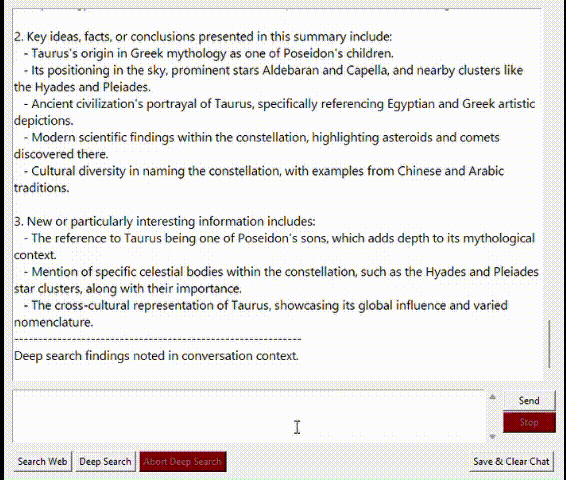 2. Key ideas, facts, or conclusions presented in this summary include:
- Taurus's origin in Greek mythology as one of Poseidon's children.
- Its positioning in the sky, prominent stars Aldebaran and Capella, and nearby clusters like
the Hyades and Pleiades.
- Ancient civilization's portrayal of Taurus, specifically referencing Egyptian and Greek artistic
depictions.
- Modern scientific findings within the constellation, highlighting asteroids and comets
discovered there.
- Cultural diversity in naming the constellation, with examples from Chinese and Arabic
traditions.
3. New or particularly interesting information includes:
- The reference to Taurus being one of Poseidon's sons, which adds depth to its mythological
context.
- Mention of specific celestial bodies within the constellation, such as the Hyades and Pleiades
star clusters, along with their importance.
- The cross-cultural representation of Taurus, showcasing its global influence and varied
nomenclature.
------------------------------------------------------------
Deep search findings noted in conversation context.
Send
Stop
Search Web Deep Search Abort Deep Search Save & Clear Chat